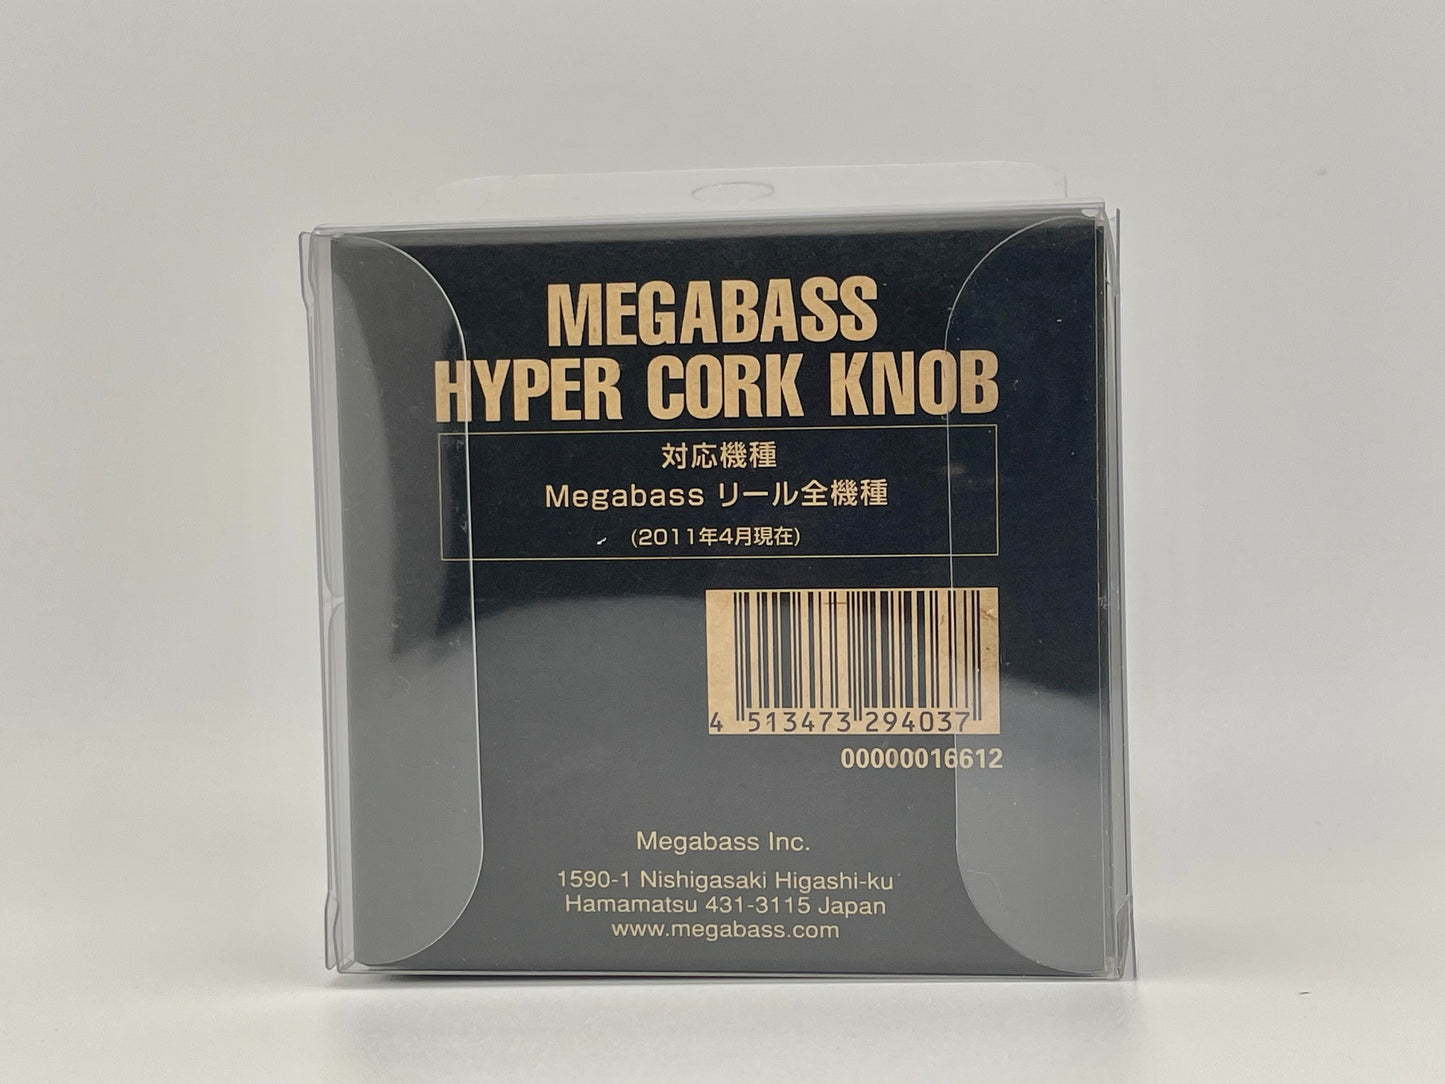 MEGABASS
HYPER CORK KNOB
対応機種
Megabass リール全機種
(2011年4月現在)
4 513473 294037
00000016612
Megabass Inc.
1590-1 Nishigasaki Higashi-ku
Hamamatsu 431-3115 Japan
www.megabass.com